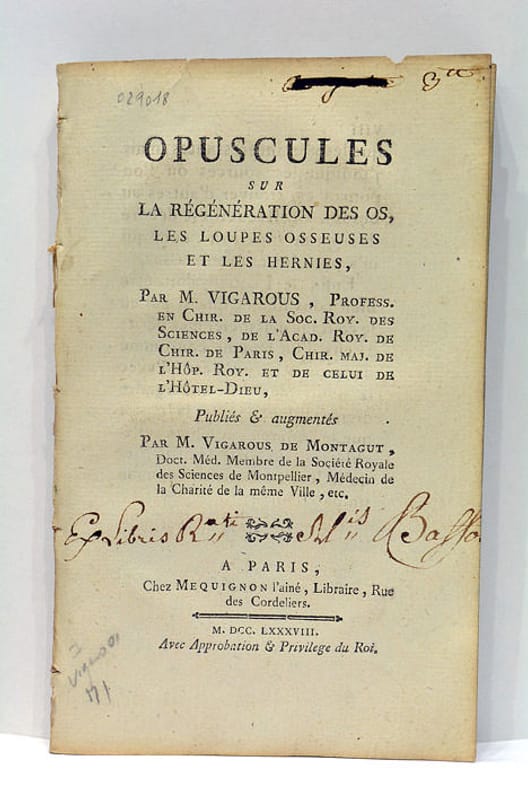 029018
OPUSCULES
SUR
LA RÉGÉNÉRATION DES OS,
LES LOUPES OSSEUSES
ET LES HERNIES,
PAR M. VIGAROUS, PROFESS.
EN CHIR. DE LA SOC. ROY. DES
SCIENCES, DE L'ACAD. ROY. DE
CHIR. DE PARIS, CHIR. MAJ. DE
L'HÔP. ROY. ET DE CELUI DE
L'HÔTEL-DIEU,
Publiés & augmentés
PAR M. VIGAROUS DE MONTAGUT,
Doct. Méd. Membre de la Société Royale
des Sciences de Montpellier, Médecin de
la Charité de la même Ville, etc.
Ex Libris Basso
A PARIS,
Chez MEQUIGNON l'ainé, Libraire, Rue
des Cordeliers.
M. DCC. LXXXVIII.
Avec Approbation & Privilege du Roi.